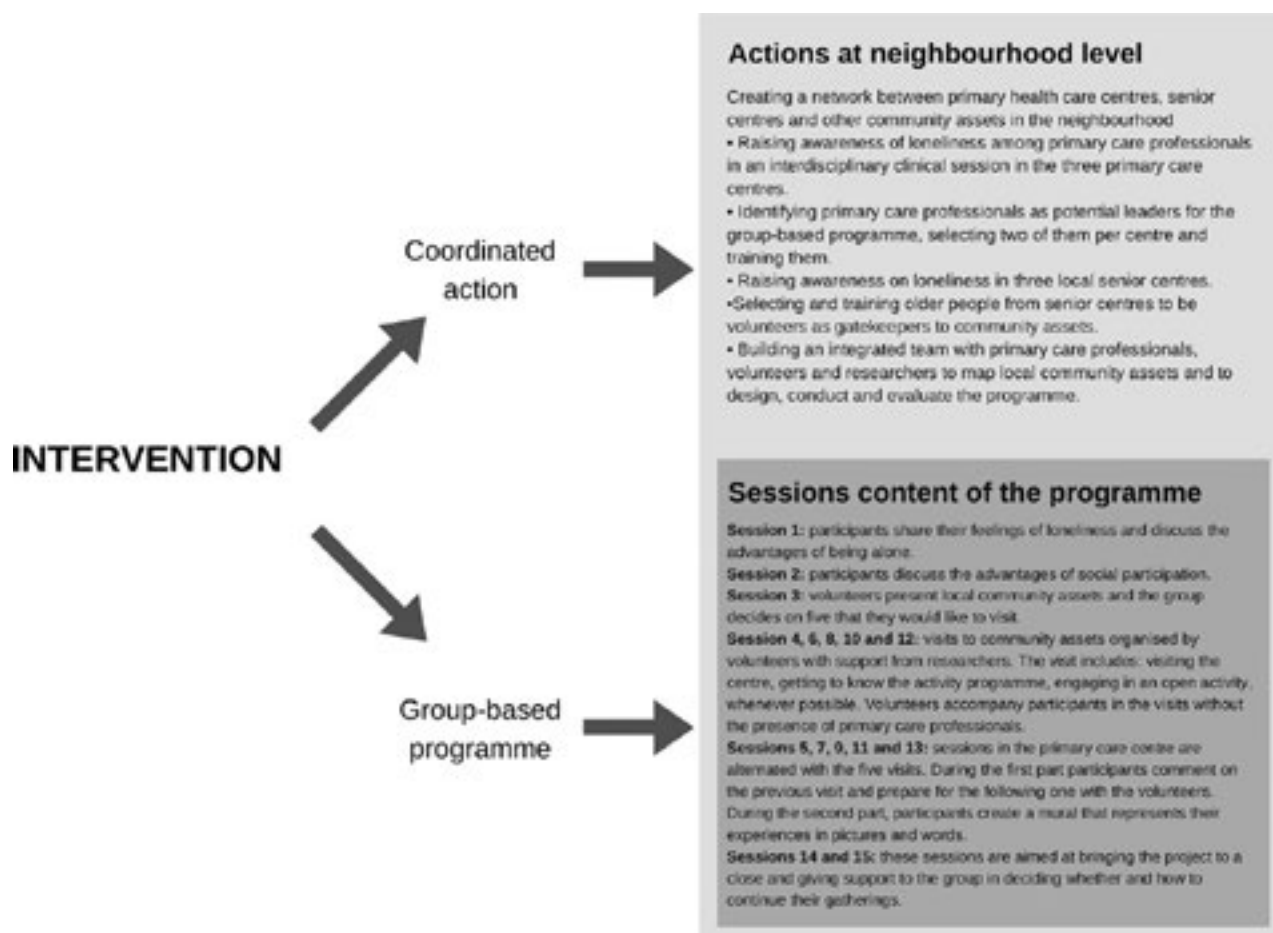 Actions at neighbourhood level
Creating a network between primary health care centres, senior
centres and other community assets in the neighbourhood
• Raising awareness of loneliness among primary care professionals
in an interdisciplinary clinical session in the three primary care
centres.
• Identifying primary care professionals as potential leaders for the
group-based programme, selecting two of them per centre and
training them.
• Raising awareness on loneliness in three local senior centres.
•Selecting and training older people from senior centres to be
volunteers as gatekeepers to community assets.
• Building an integrated team with primary care professionals,
volunteers and researchers to map local community assets and to
design, conduct and evaluate the programme.
Coordinated
action
INTERVENTION
Group-based
programme
Sessions content of the programme
Session 1: participants share their feelings of loneliness and discuss the
advantages of being alone.
Session 2: participants discuss the advantages of social participation.
Session 3: volunteers present local community assets and the group
decides on five that they would like to visit.
Session 4, 6, 8, 10 and 12: visits to community assets organised by
volunteers with support from researchers. The visit includes: visiting the
centre, getting to know the activity programme, engaging in an open activity,
whenever possible. Volunteers accompany participants in the visits without
the presence of primary care professionals.
Sessions 5, 7, 9, 11 and 13: sessions in the primary care centre are
alternated with the five visits. During the first part participants comment on
the previous visit and prepare for the following one with the volunteers.
During the second part, participants create a mural that represents their
experiences in pictures and words.
Sessions 14 and 15: these sessions are aimed at bringing the project to a
close and giving support to the group in deciding whether and how to
continue their gatherings.